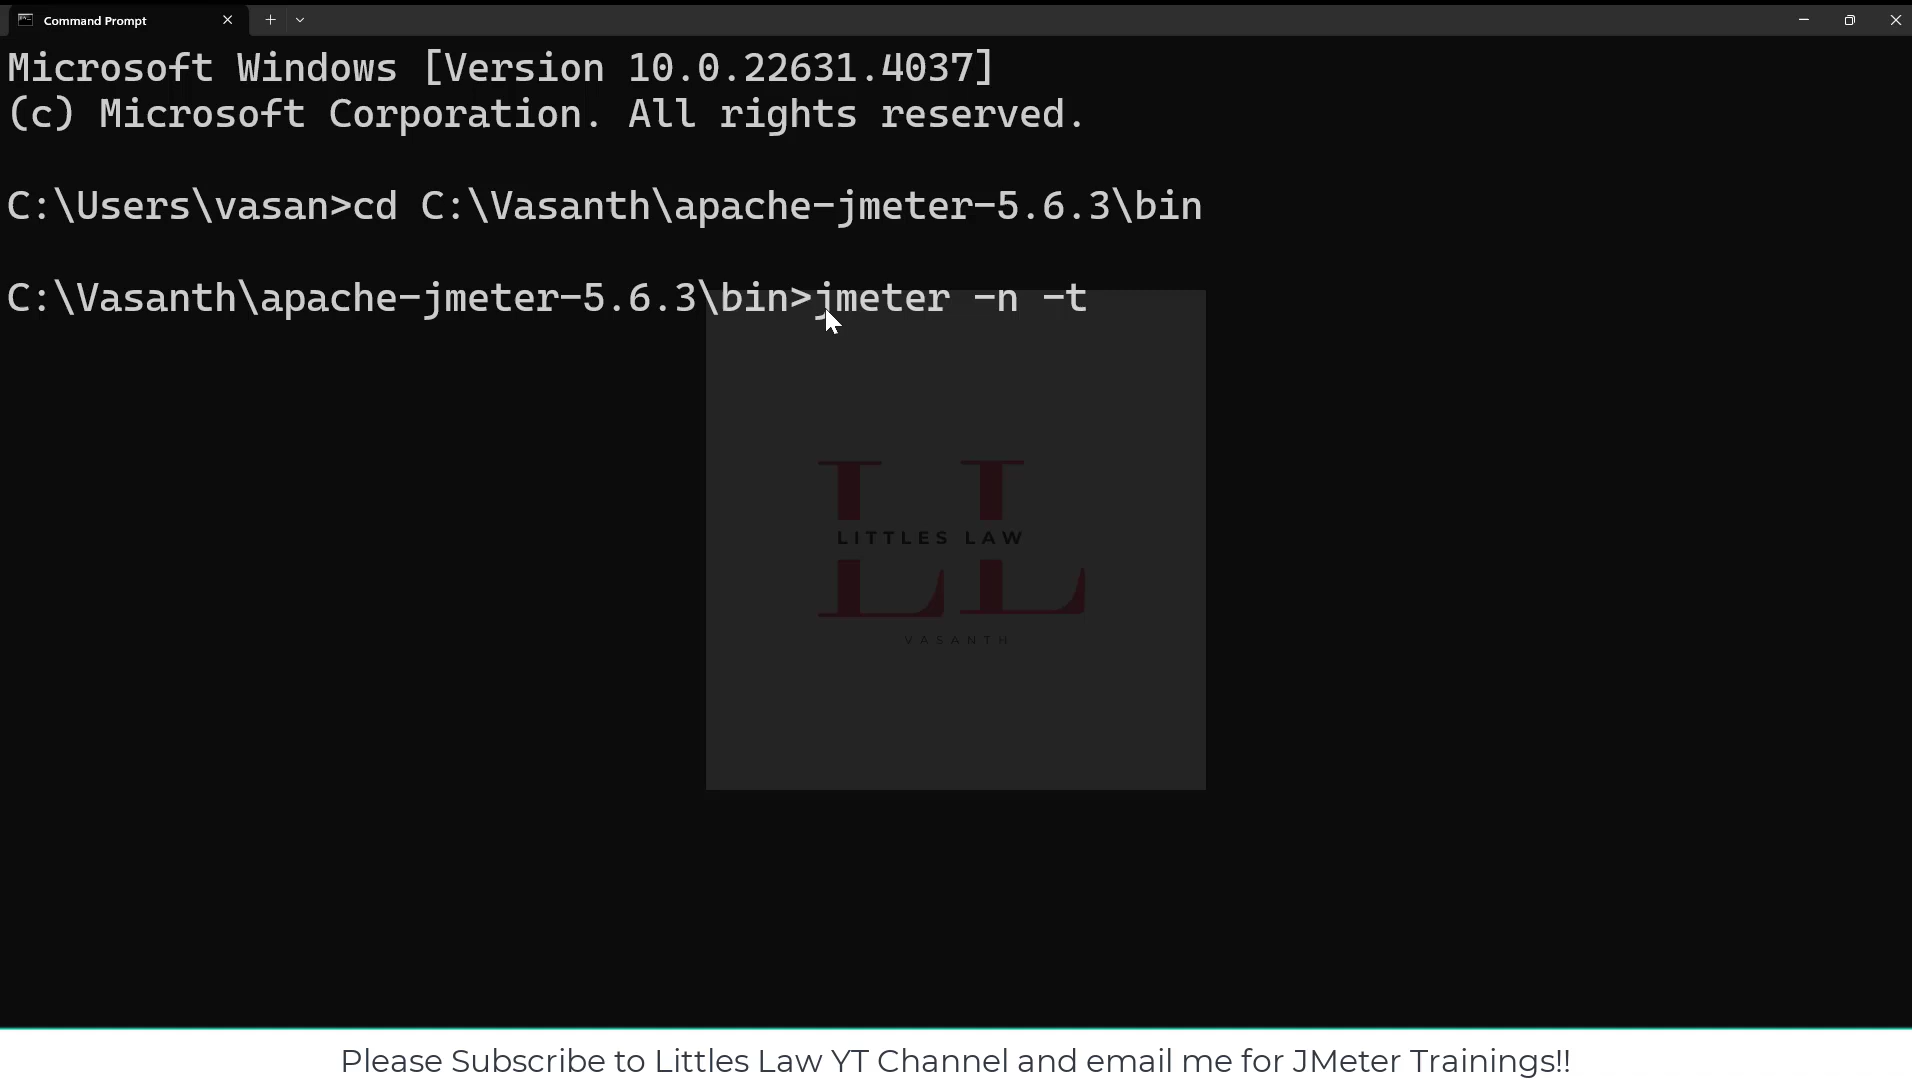 Command Prompt
Microsoft Windows [Version 10.0.22631.4037]
(c) Microsoft Corporation. All rights reserved.
C:\Users\vasan>cd C:\Vasanth\apache-jmeter-5.6.3\bin
C:\Vasanth\apache-jmeter-5.6.3\bin>jmeter -n -t
LITTLES LAW
VASANTH
Please Subscribe to Littles Law YT Channel and email me for JMeter Trainings!!